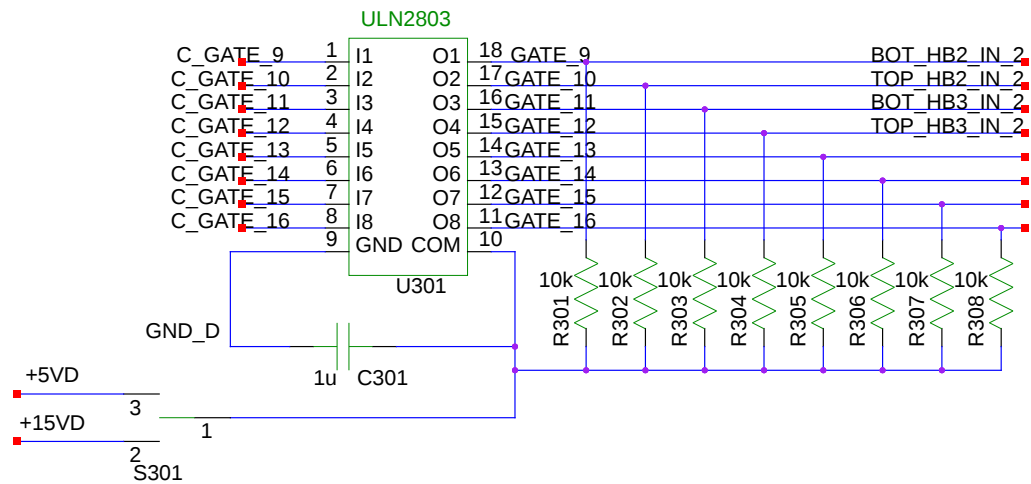 ULN2803
C_GATE_9 1 I1 O1 18 GATE_9 BOT_HB2_IN_2
C_GATE_10 2 I2 O2 17 GATE_10 TOP_HB2_IN_2
C_GATE_11 3 I3 O3 16 GATE_11 BOT_HB3_IN_2
C_GATE_12 4 I4 O4 15 GATE_12 TOP_HB3_IN_2
C_GATE_13 5 I5 O5 14 GATE_13
C_GATE_14 6 I6 O6 13 GATE_14
C_GATE_15 7 I7 O7 12 GATE_15
C_GATE_16 8 I8 O8 11 GATE_16
9 GND COM 10
U301
10k 10k 10k 10k 10k 10k 10k 10k
R301 R302 R303 R304 R305 R306 R307 R308
GND_D
1u C301
+5VD
3
+15VD
1
2
S301